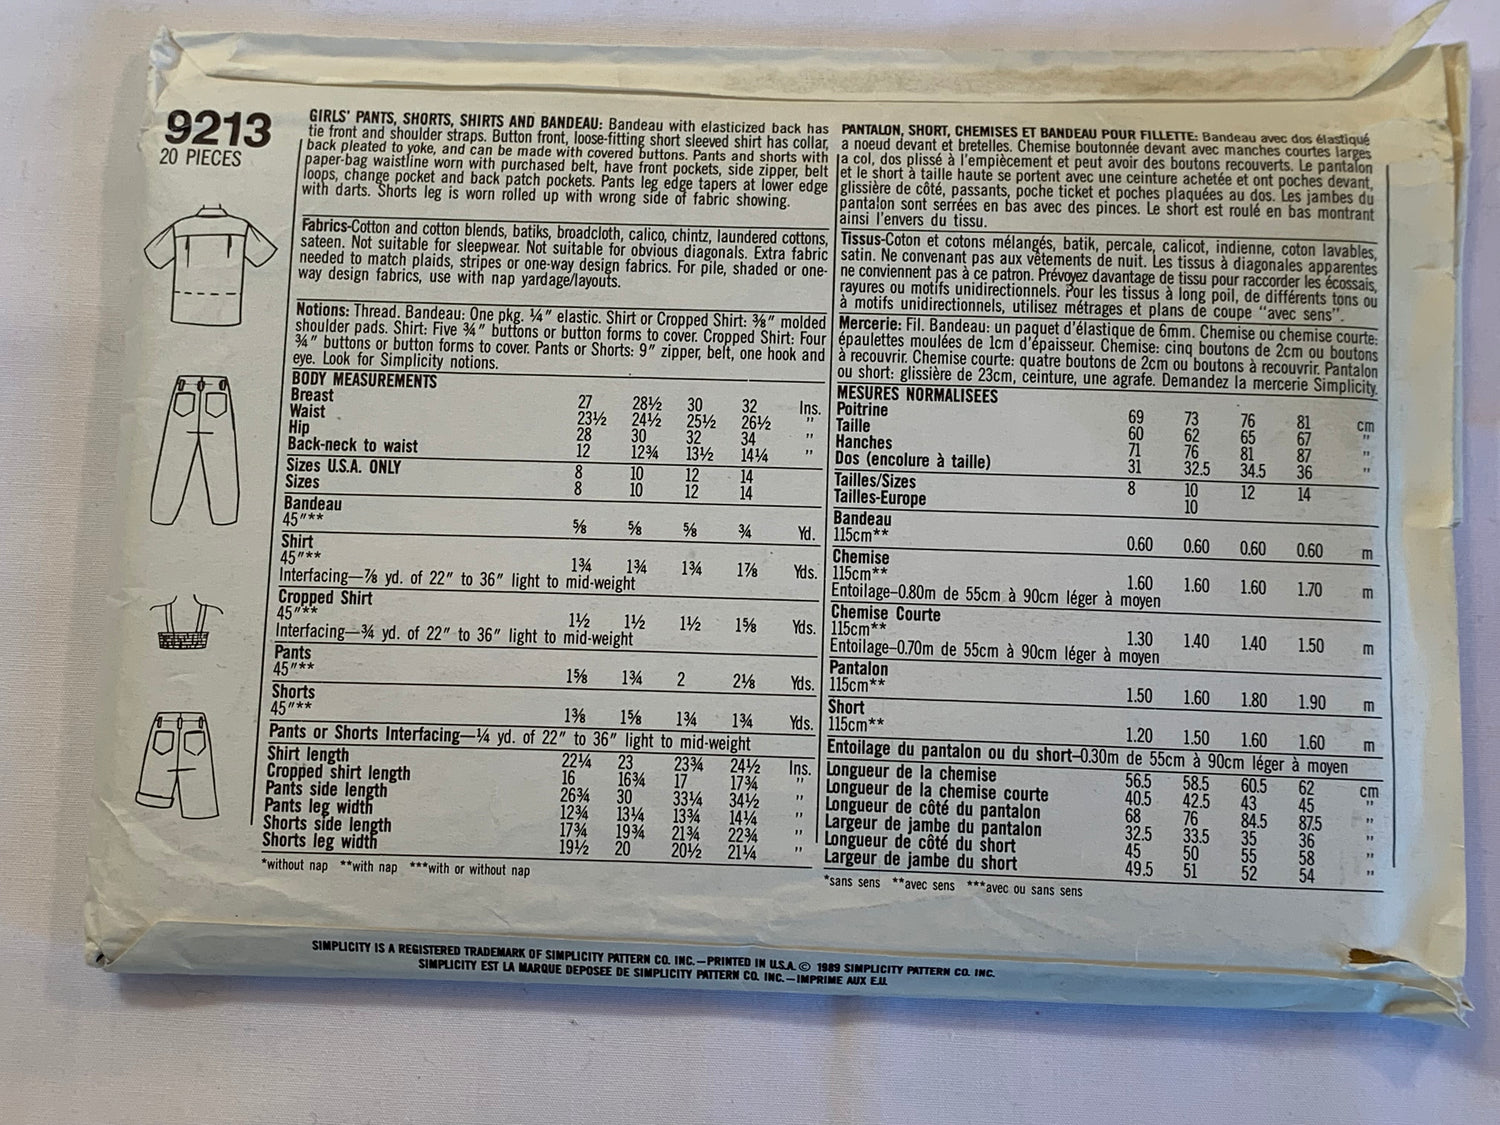 9213
20 PIECES
GIRLS' PANTS, SHORTS, SHIRTS AND BANDEAU: Bandeau with elasticized back has
tie front and shoulder straps. Button front, loose-fitting short sleeved shirt has collar,
back pleated to yoke, and can be made with covered buttons. Pants and shorts with
paper-bag waistline worn with purchased belt, have front pockets, side zipper, belt
loops, change pocket and back patch pockets. Pants leg edge tapers at lower edge
with darts. Shorts leg is worn rolled up with wrong side of fabric showing.
Fabrics-Cotton and cotton blends, batiks, broadcloth, calico, chintz, laundered cottons,
sateen. Not suitable for sleepwear. Not suitable for obvious diagonals. Extra fabric
needed to match plaids, stripes or one-way design fabrics. For pile, shaded or one-
way design fabrics, use with nap yardage/layouts.
Notions: Thread. Bandeau: One pkg. ¼" elastic. Shirt or Cropped Shirt: ⅜" molded
shoulder pads. Shirt: Five ¾" buttons or button forms to cover. Cropped Shirt: Four
¾" buttons or button forms to cover. Pants or Shorts: 9" zipper, belt, one hook and
eye. Look for Simplicity notions.
BODY MEASUREMENTS
Breast 27 28½ 30 32 Ins.
Waist 23½ 24½ 25½ 26½ "
Hip 28 30 32 34 "
Back-neck to waist 12 12¾ 13½ 14¼ "
Sizes U.S.A. ONLY 8 10 12 14
Sizes 8 10 12 14
Bandeau
45"** ⅝ ⅝ ⅝ ¾ Yd.
Shirt
45"** 1¾ 1¾ 1¾ 1⅞ Yds.
Interfacing—⅞ yd. of 22" to 36" light to mid-weight
Cropped Shirt
45"** 1½ 1½ 1½ 1⅝ Yds.
Interfacing—¾ yd. of 22" to 36" light to mid-weight
Pants
45"** 1⅝ 1¾ 2 2⅛ Yds.
Shorts
45"** 1⅜ 1⅝ 1¾ 1¾ Yds.
Pants or Shorts Interfacing—¼ yd. of 22" to 36" light to mid-weight
Shirt length 22¼ 23 23¾ 24½ Ins.
Cropped shirt length 16 16¾ 17 17¾ "
Pants side length 26¾ 30 33¼ 34½ "
Pants leg width 12¾ 13¼ 13¾ 14¼ "
Shorts side length 17¾ 19¾ 21¾ 22¾ "
Shorts leg width 19½ 20 20½ 21¼ "
*without nap **with nap ***with or without nap
PANTALON, SHORT, CHEMISES ET BANDEAU POUR FILLETTE: Bandeau avec dos élastiqué
a noeud devant et bretelles. Chemise boutonnée devant avec manches courtes larges
a col, dos plissé à l'empiècement et peut avoir des boutons recouverts. Le pantalon
et le short à taille haute se portent avec une ceinture achetée et ont poches devant,
glissière de côté, passants, poche ticket et poches plaquées au dos. Les jambes du
pantalon sont serrées en bas avec des pinces. Le short est roulé en bas montrant
ainsi l'envers du tissu.
Tissus-Coton et cotons mélangés, batik, percale, calicot, indienne, coton lavables,
satin. Ne convenant pas aux vêtements de nuit. Les tissus à diagonales apparentes
ne conviennent pas à ce patron. Prévoyez davantage de tissu pour raccorder les écossais,
rayures ou motifs unidirectionnels. Pour les tissus à long poil, de différents tons ou
à motifs unidirectionnels, utilisez métrages et plans de coupe "avec sens".
Mercerie: Fil. Bandeau: un paquet d'élastique de 6mm. Chemise ou chemise courte:
épaulettes moulées de 1cm d'épaisseur. Chemise: cinq boutons de 2cm ou boutons
à recouvrir. Chemise courte: quatre boutons de 2cm ou boutons à recouvrir. Pantalon
ou short: glissière de 23cm, ceinture, une agrafe. Demandez la mercerie Simplicity.
MESURES NORMALISEES
Poitrine 69 73 76 81 cm
Taille 60 62 65 67 "
Hanches 71 76 81 87 "
Dos (encolure à taille) 31 32.5 34.5 36 "
Tailles/Sizes 8 10 12 14
Tailles-Europe 10
Bandeau
115cm** 0.60 0.60 0.60 0.60 m
Chemise
115cm** 1.60 1.60 1.60 1.70 m
Entoilage-0.80m de 55cm à 90cm léger à moyen
Chemise Courte
115cm** 1.30 1.40 1.40 1.50 m
Entoilage-0.70m de 55cm à 90cm léger à moyen
Pantalon
115cm** 1.50 1.60 1.80 1.90 m
Short
115cm** 1.20 1.50 1.60 1.60 m
Entoilage du pantalon ou du short-0.30m de 55cm à 90cm léger à moyen
Longueur de la chemise 56.5 58.5 60.5 62 cm
Longueur de la chemise courte 40.5 42.5 43 45 "
Longueur de côté du pantalon 68 76 84.5 87.5 "
Largeur de jambe du pantalon 32.5 33.5 35 36 "
Longueur de côté du short 45 50 55 58 "
Largeur de jambe du short 49.5 51 52 54 "
*sans sens **avec sens ***avec ou sans sens
SIMPLICITY IS A REGISTERED TRADEMARK OF SIMPLICITY PATTERN CO. INC.—PRINTED IN U.S.A. © 1989 SIMPLICITY PATTERN CO. INC.
SIMPLICITY EST LA MARQUE DEPOSEE DE SIMPLICITY PATTERN CO. INC.—IMPRIME AUX E.U.